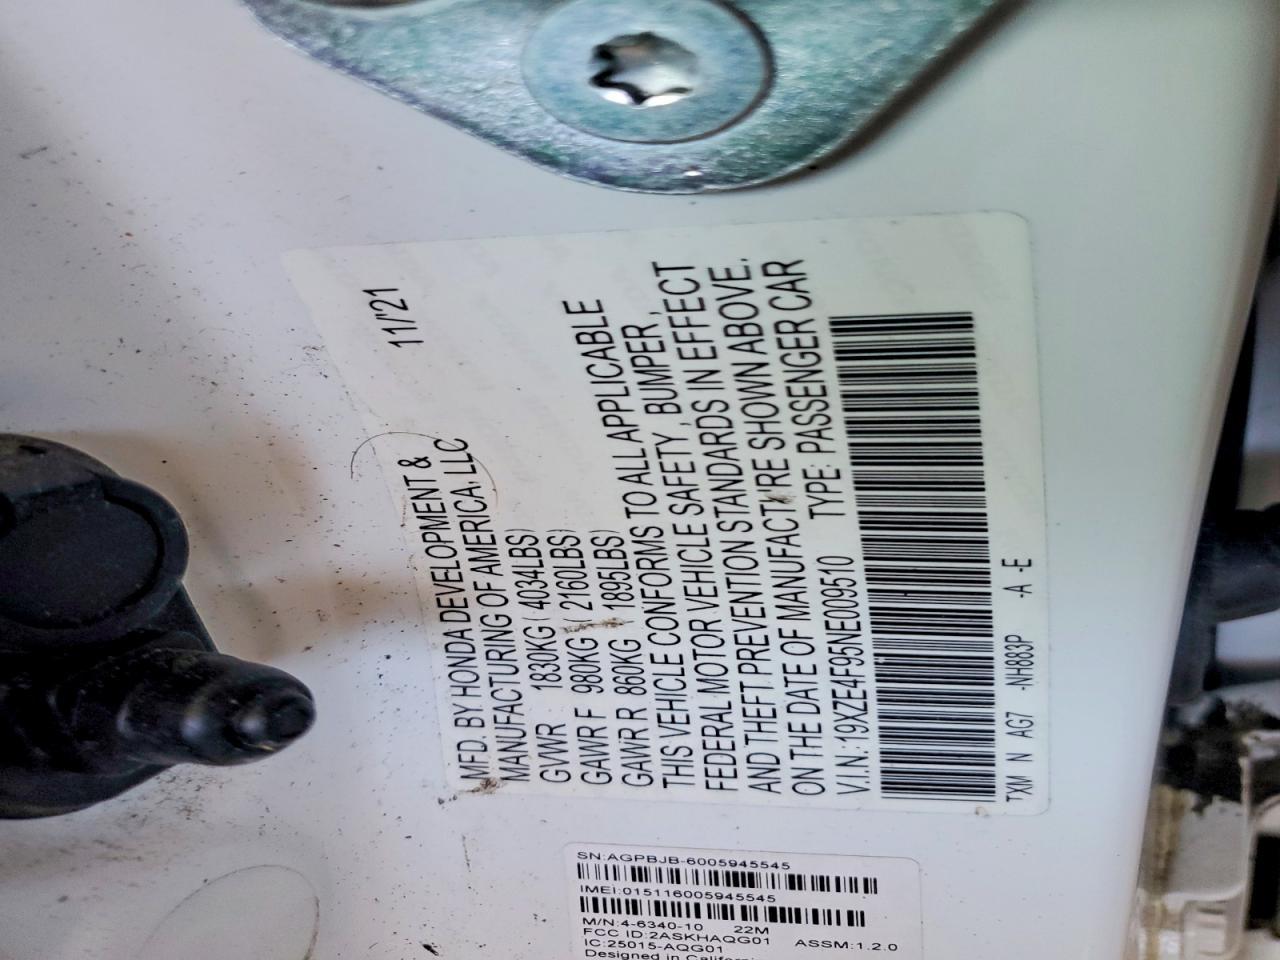 11/'21
MFD. BY HONDA DEVELOPMENT &
MANUFACTURING OF AMERICA, LLC
GVWR 1830KG ( 4034LBS)
GAWR F 980KG ( 2160LBS)
GAWR R 860KG 1895LBS)
THIS VEHICLE CONFORMS TO ALL APPLICABLE
FEDERAL MOTOR VEHICLE SAFETY, BUMPER,
AND THEFT PREVENTION STANDARDS IN EFFECT
ON THE DATE OF MANUFACTURE SHOWN ABOVE.
V.I.N: 19XZE4F95NE009510 TYPE: PASSENGER CAR
TXM N AG7 -NH883P -A -E
SN:AGPBJB-6005945545
IMEI:015116005945545
M/N:4-6340-10 22M
FCC ID:2ASKHAQG01 ASSM:1.2.0
IC:25015-AQG01
Designed in California